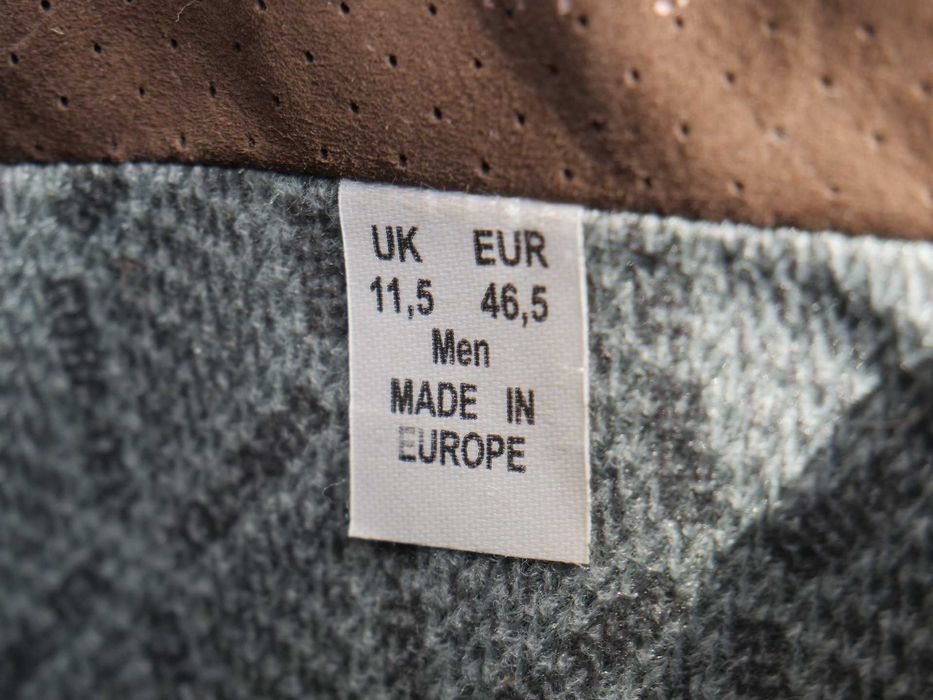 UK EUR
11,5 46,5
Men
MADE IN
EUROPE